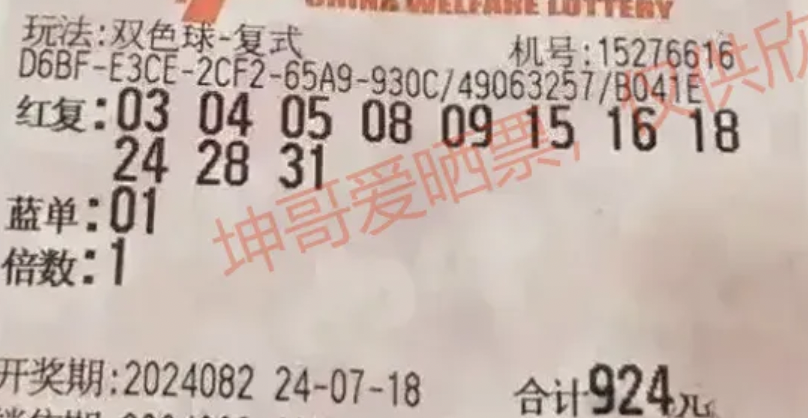 CHINA WELFARE LOTTERY
玩法:双色球-复式 机号:15276616
D6BF-E3CE-2CF2-65A9-930C/49063257/B041E
红复:03 04 05 08 09 15 16 18
24 28 31
蓝单:01
倍数:1
坤哥爱晒票，仅供欣
开奖期:2024082 24-07-18 合计924元